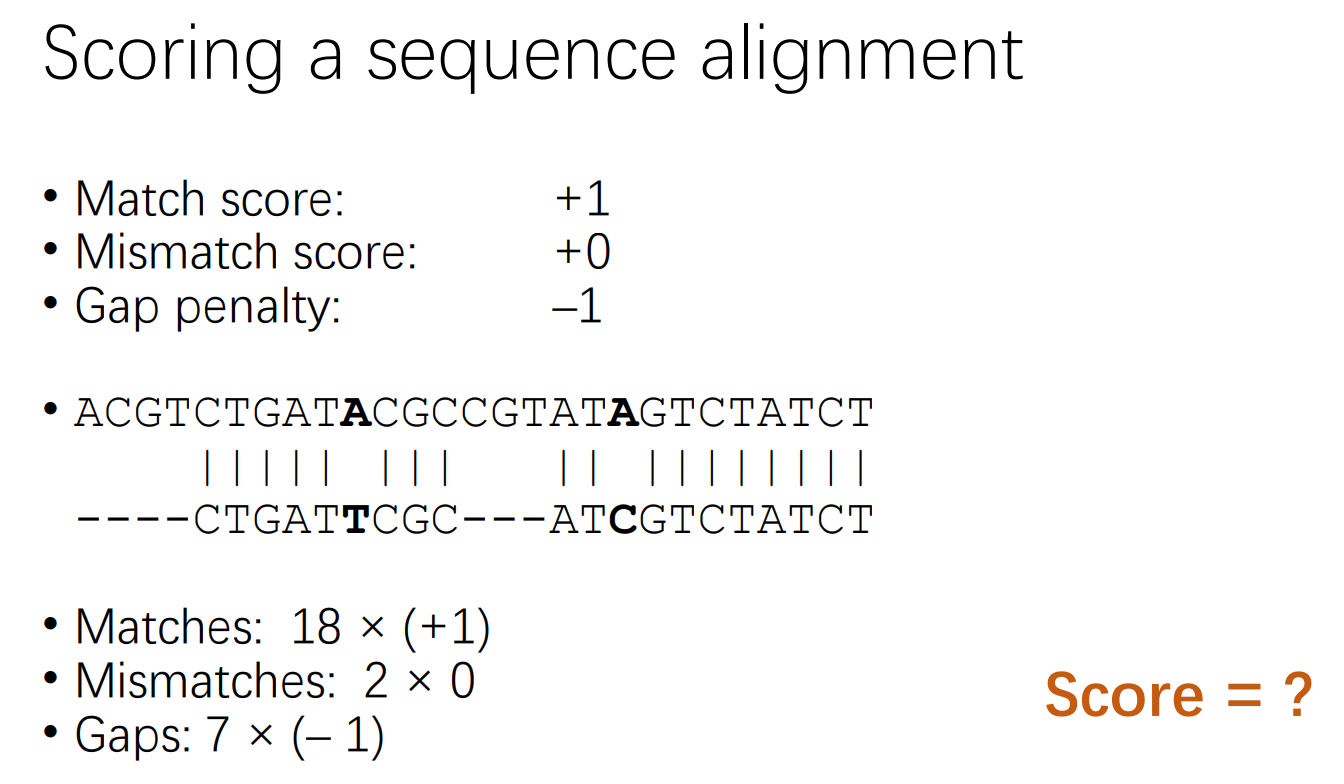 Scoring a sequence alignment
• Match score: +1
• Mismatch score: +0
• Gap penalty: –1
• ACGTCTGATACGCCGTATAGTCTATCT
||||| ||| || ||||||||
----CTGATTCGC---ATCGTCTATCT
• Matches: 18 × (+1)
• Mismatches: 2 × 0
• Gaps: 7 × (– 1)
Score = ?